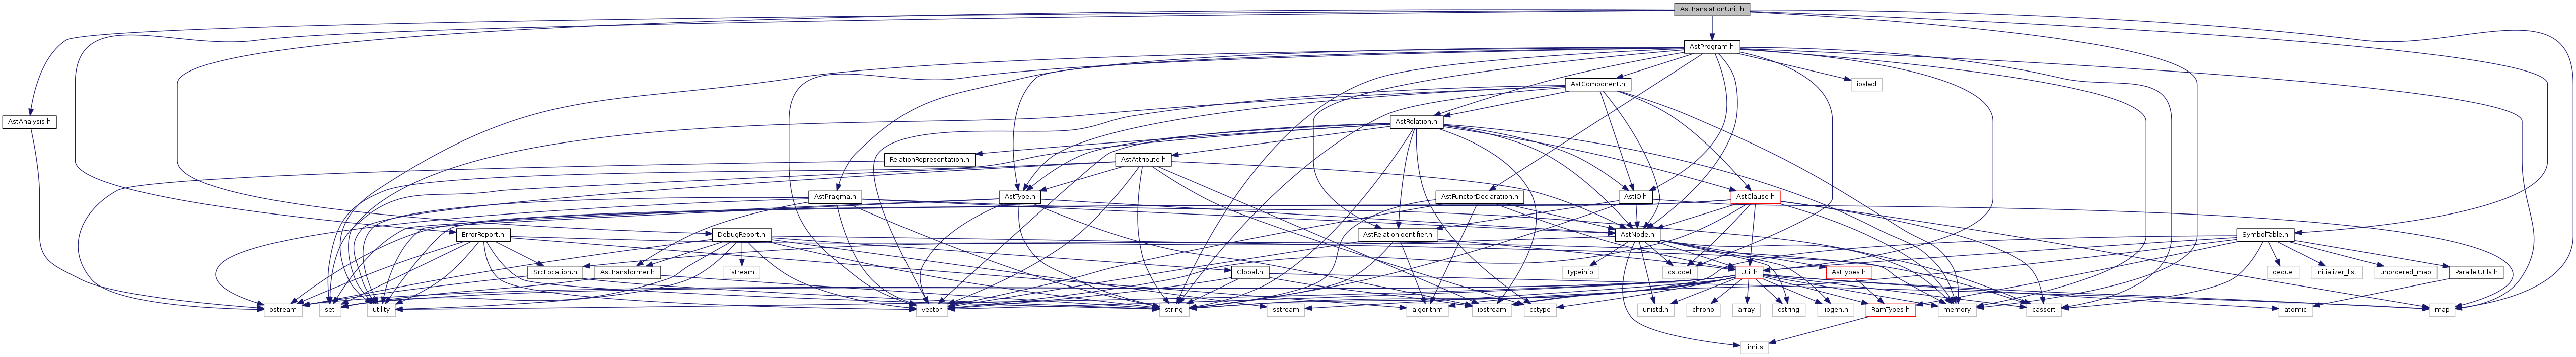 AstTranslationUnit.h
AstProgram.h
AstComponent.h
iosfwd
AstAnalysis.h
AstRelation.h
RelationRepresentation.h
AstAttribute.h
AstPragma.h
AstType.h
AstFunctorDeclaration.h
AstIO.h
AstClause.h
ErrorReport.h
DebugReport.h
AstRelationIdentifier.h
AstNode.h
SymbolTable.h
SrcLocation.h
AstTransformer.h
fstream
Global.h
typeinfo
cstddef
Util.h
AstTypes.h
deque
initializer_list
unordered_map
ParallelUtils.h
ostream
set
utility
vector
string
sstream
algorithm
iostream
cctype
unistd.h
chrono
array
cstring
libgen.h
RamTypes.h
memory
cassert
atomic
map
limits